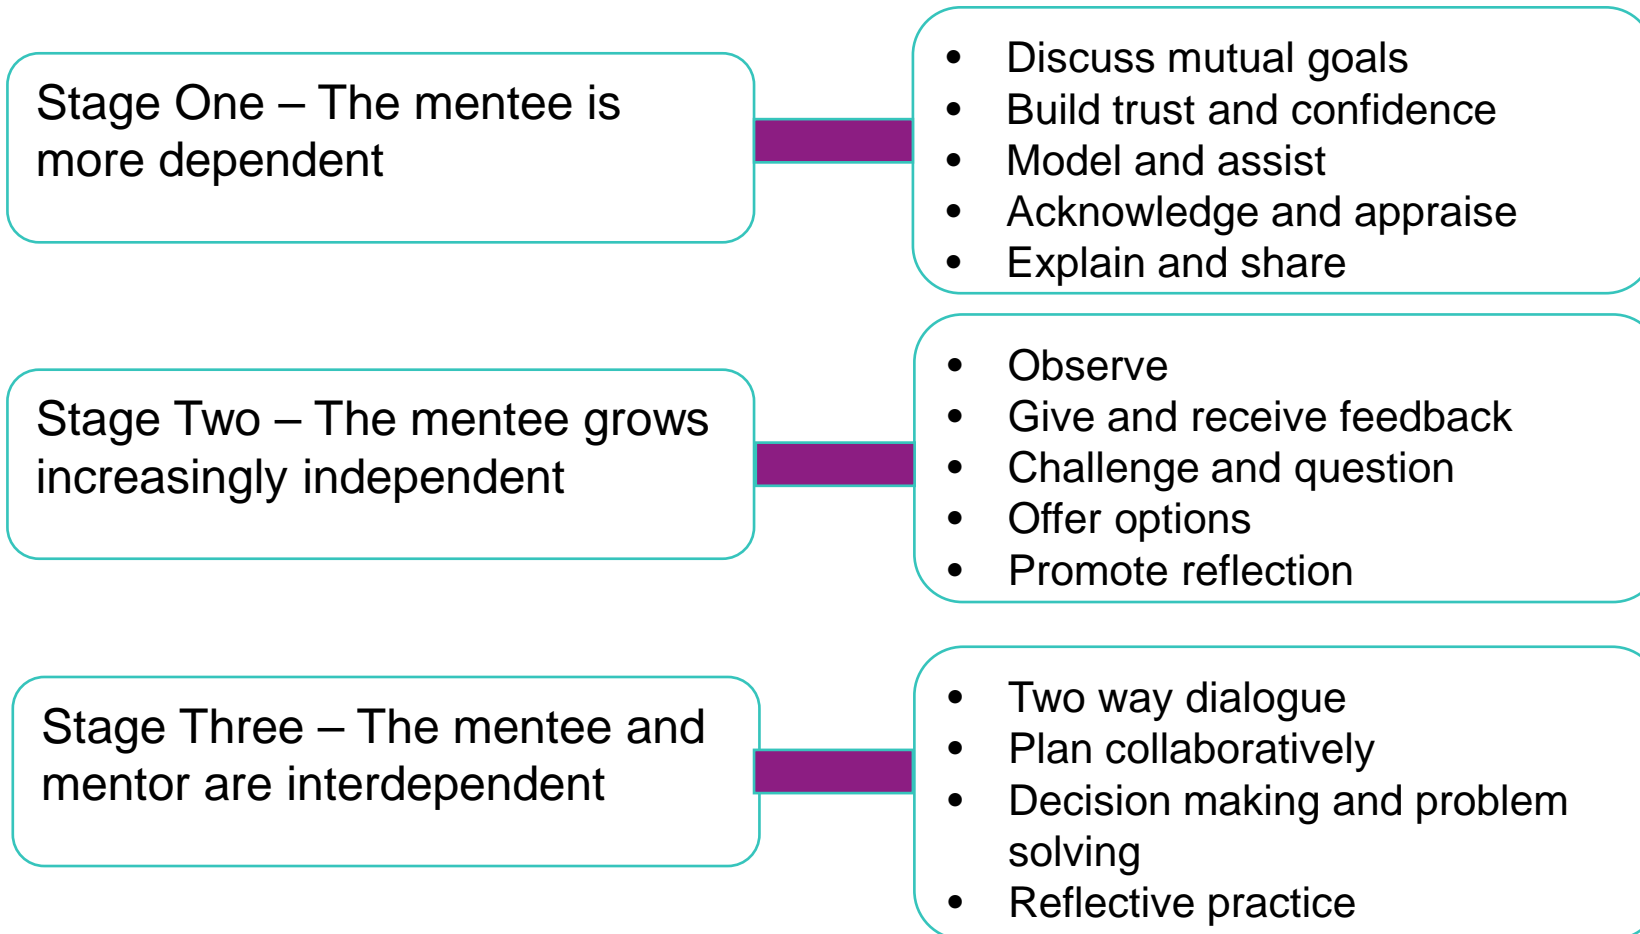 Stage One – The mentee is
more dependent
• Discuss mutual goals
• Build trust and confidence
• Model and assist
• Acknowledge and appraise
• Explain and share
Stage Two – The mentee grows
increasingly independent
• Observe
• Give and receive feedback
• Challenge and question
• Offer options
• Promote reflection
Stage Three – The mentee and
mentor are interdependent
• Two way dialogue
• Plan collaboratively
• Decision making and problem
solving
• Reflective practice